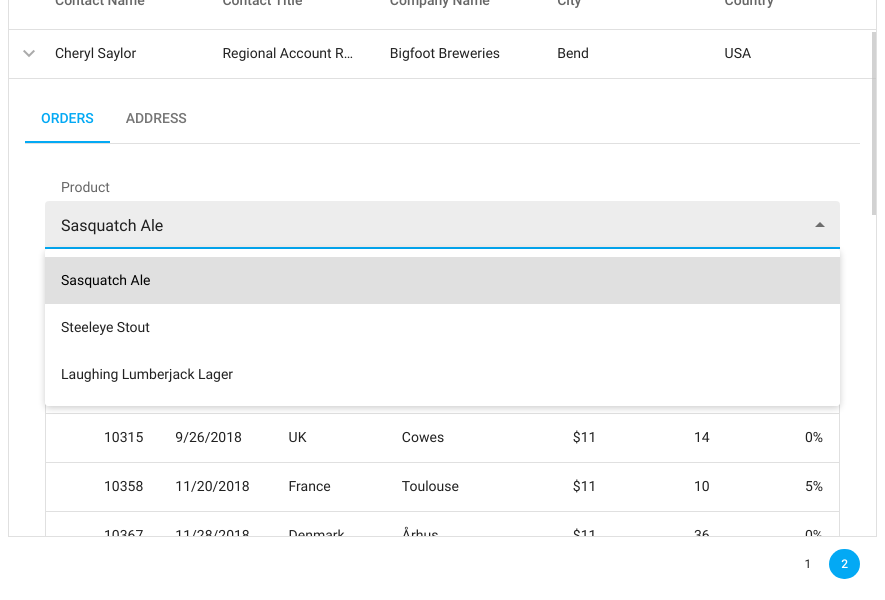 Contact Name Contact Title Company Name City Country
Cheryl Saylor Regional Account R... Bigfoot Breweries Bend USA
ORDERS ADDRESS
Product
Sasquatch Ale
Sasquatch Ale
Steeleye Stout
Laughing Lumberjack Lager
10315 9/26/2018 UK Cowes $11 14 0%
10358 11/20/2018 France Toulouse $11 10 5%
10367 11/28/2018 Denmark Århus $11 36 0%
1 2